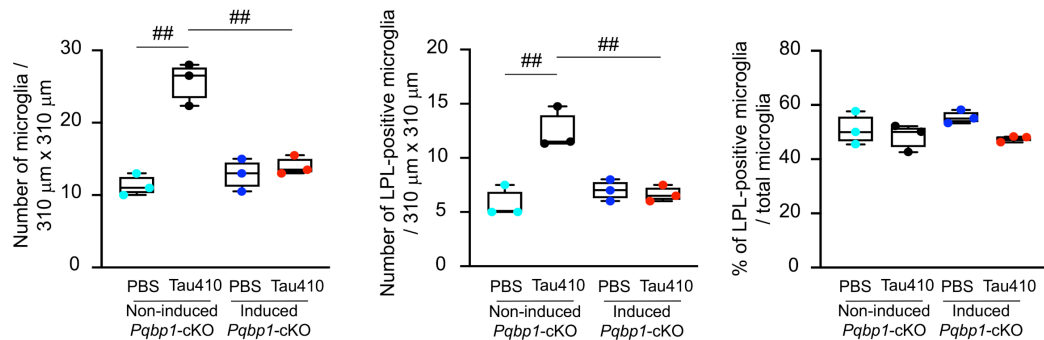 Number of microglia /
310 μm x 310 μm
30
20
10
0
##
##
PBS Tau410 PBS Tau410
Non-induced Induced
Pqbp1-cKO Pqbp1-cKO
Number of LPL-positive microglia
/ 310 μm x 310 μm
20
15
10
5
0
##
##
PBS Tau410 PBS Tau410
Non-induced Induced
Pqbp1-cKO Pqbp1-cKO
% of LPL-positive microglia
/ total microglia
80
60
40
20
0
PBS Tau410 PBS Tau410
Non-induced Induced
Pqbp1-cKO Pqbp1-cKO